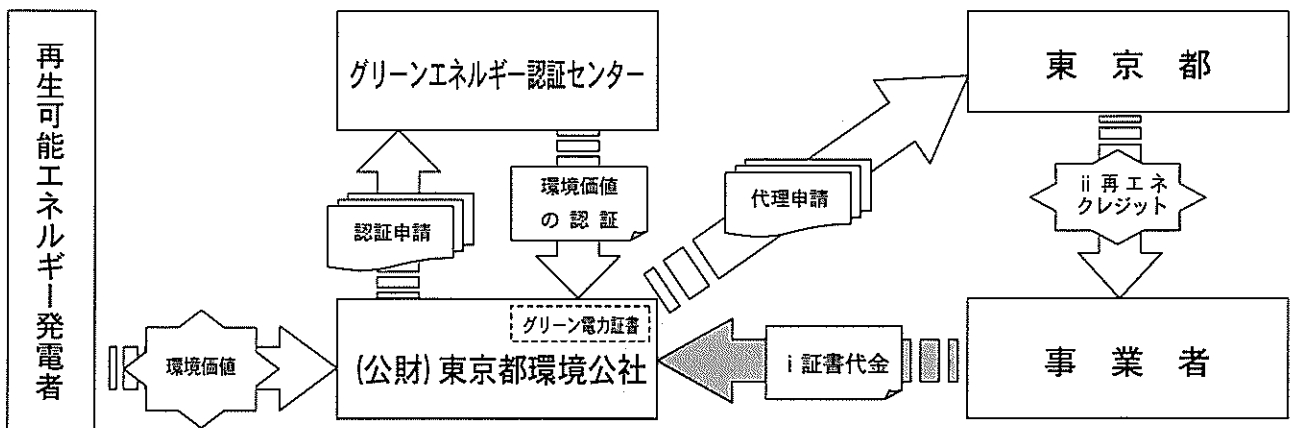 再生可能エネルギー発電者
グリーンエネルギー認証センター
東京都
認証申請
環境価値
の認証
代理申請
ii 再エネ
クレジット
環境価値
グリーン電力証書
(公財)東京都環境公社
i 証書代金
事業者